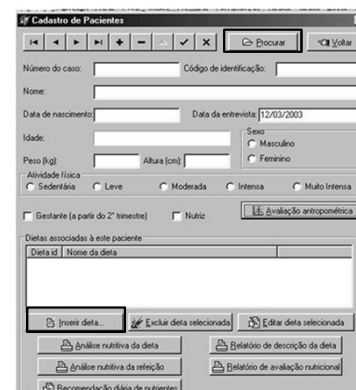 Cadastro de Pacientes
Procurar Voltar
Número do caso: Código de identificação:
Nome:
Data de nascimento: Data da entrevista: 12/03/2003
Idade: Sexo
Masculino
Peso (kg): Altura (cm): Feminino
Atividade física
Sedentária Leve Moderada Intensa Muito Intensa
Gestante (a partir do 2° trimestre) Nutriz Avaliação antropométrica
Dietas associadas à este paciente
Dieta id Nome da dieta
Inserir dieta... Excluir dieta selecionada Editar dieta selecionada
Análise nutritiva da dieta Relatório de descrição da dieta
Análise nutritiva da refeição Relatório de avaliação nutricional
Recomendação diária de nutrientes